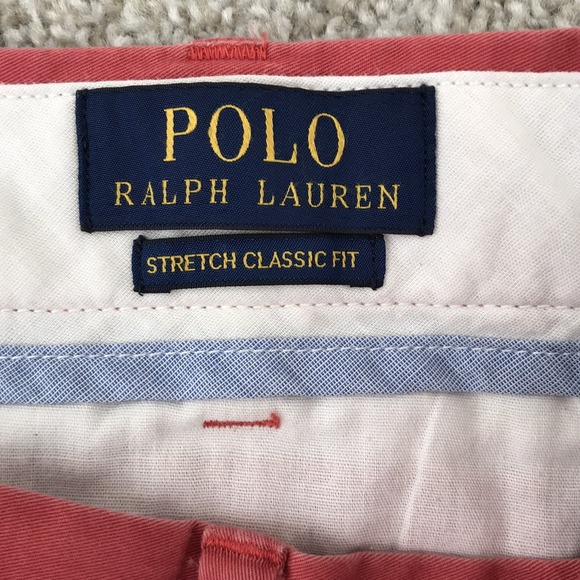 POLO
RALPH LAUREN
STRETCH CLASSIC FIT